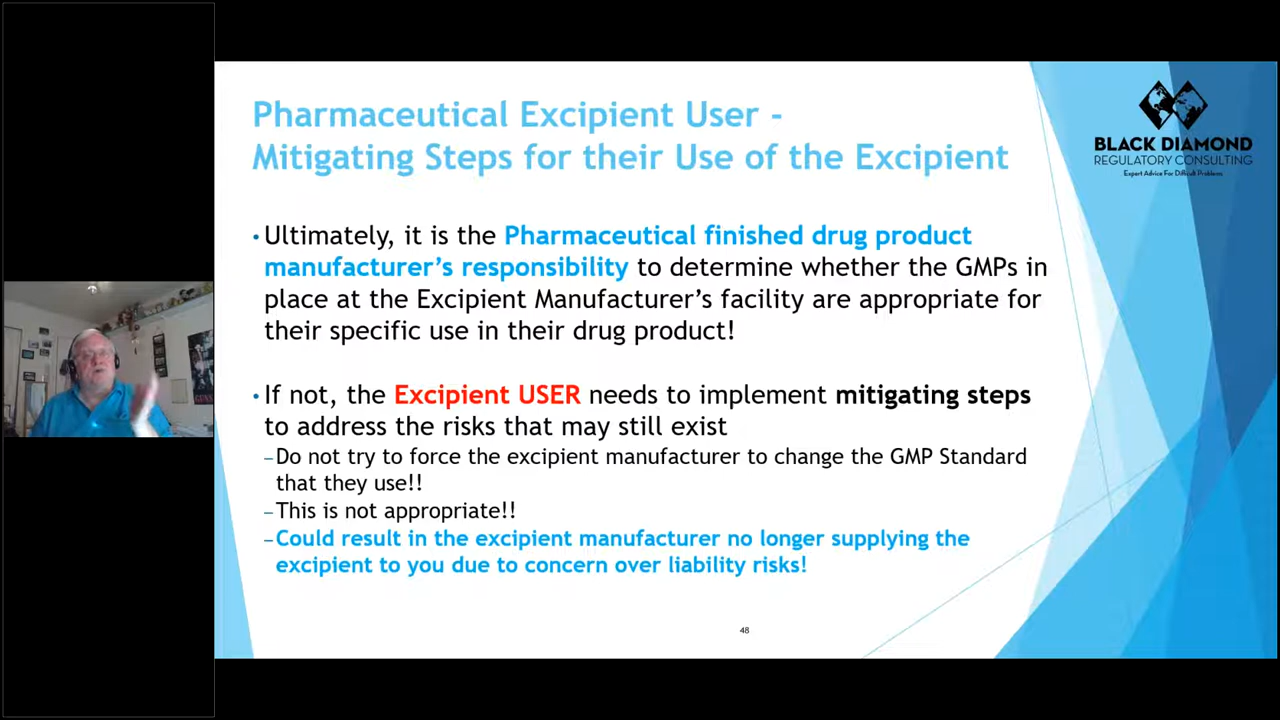 Pharmaceutical Excipient User -
Mitigating Steps for their Use of the Excipient
BLACK DIAMOND
REGULATORY CONSULTING
Expert Advice For Difficult Problems
• Ultimately, it is the Pharmaceutical finished drug product
manufacturer's responsibility to determine whether the GMPs in
place at the Excipient Manufacturer's facility are appropriate for
their specific use in their drug product!
• If not, the Excipient USER needs to implement mitigating steps
to address the risks that may still exist
–Do not try to force the excipient manufacturer to change the GMP Standard
that they use!!
–This is not appropriate!!
–Could result in the excipient manufacturer no longer supplying the
excipient to you due to concern over liability risks!
GUNS
48